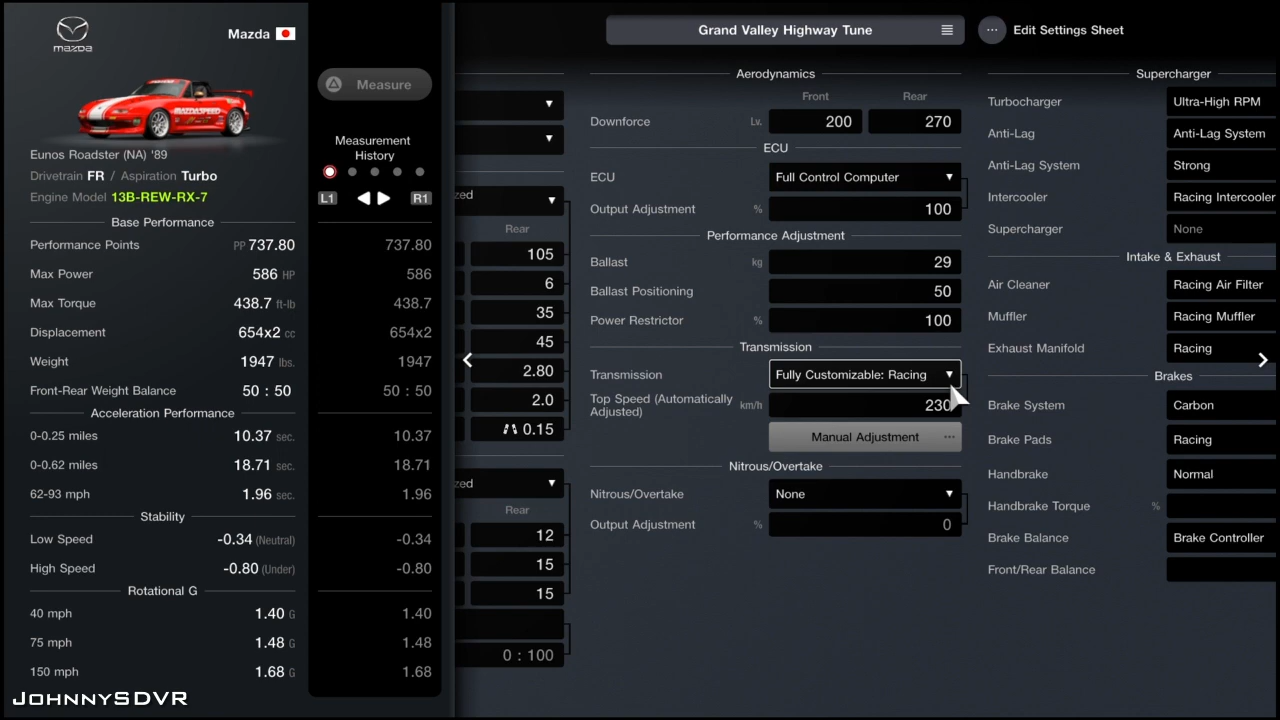 Grand Valley Highway Tune
Edit Settings Sheet
mazda
Mazda
Eunos Roadster (NA) '89
Drivetrain FR / Aspiration Turbo
Engine Model 13B-REW-RX-7
Base Performance
Performance Points PP 737.80
Max Power 586 HP
Max Torque 438.7 ft-lb
Displacement 654x2 cc
Weight 1947 lbs.
Front-Rear Weight Balance 50 : 50
Acceleration Performance
0-0.25 miles 10.37 sec.
0-0.62 miles 18.71 sec.
62-93 mph 1.96 sec.
Stability
Low Speed -0.34 (Neutral)
High Speed -0.80 (Under)
Rotational G
40 mph 1.40 G
75 mph 1.48 G
150 mph 1.68 G
JohnnySDVR
Measure
Measurement
History
L1 R1
737.80
586
438.7
654x2
1947
50 : 50
10.37
18.71
1.96
-0.34
-0.80
1.40
1.48
1.68
zed
Rear
105
6
35
45
2.80
2.0
0.15
zed
Rear
12
15
15
0 : 100
Aerodynamics
Front Rear
Downforce Lv. 200 270
ECU
ECU Full Control Computer
Output Adjustment % 100
Performance Adjustment
Ballast kg 29
Ballast Positioning 50
Power Restrictor % 100
Transmission
Transmission Fully Customizable: Racing
Top Speed (Automatically
Adjusted) km/h 230
Manual Adjustment ...
Nitrous/Overtake
Nitrous/Overtake None
Output Adjustment % 0
Supercharger
Turbocharger Ultra-High RPM
Anti-Lag Anti-Lag System
Anti-Lag System Strong
Intercooler Racing Intercooler
Supercharger None
Intake & Exhaust
Air Cleaner Racing Air Filter
Muffler Racing Muffler
Exhaust Manifold Racing
Brakes
Brake System Carbon
Brake Pads Racing
Handbrake Normal
Handbrake Torque %
Brake Balance Brake Controller
Front/Rear Balance